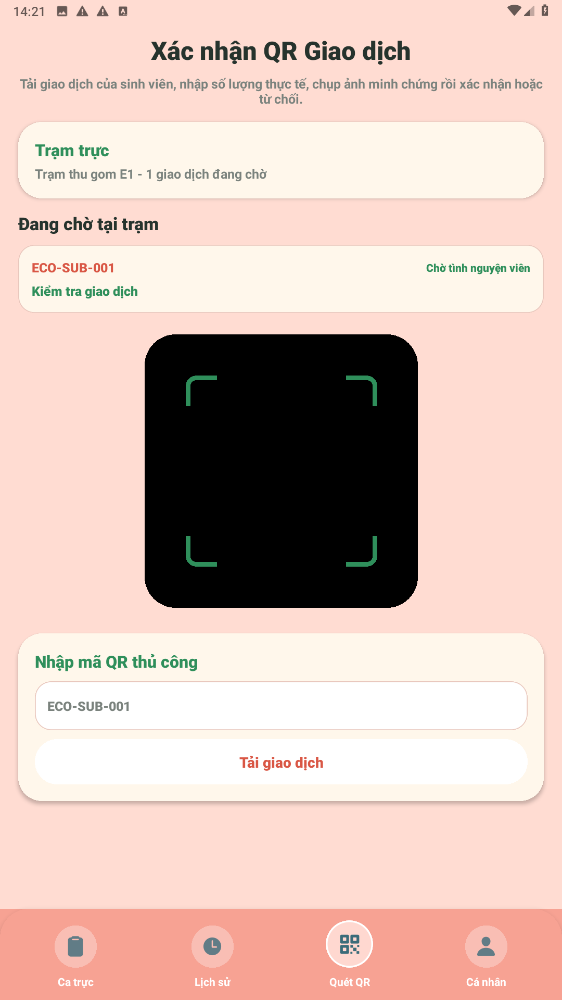 14:21
Xác nhận QR Giao dịch
Tải giao dịch của sinh viên, nhập số lượng thực tế, chụp ảnh minh chứng rồi xác nhận hoặc
từ chối.
Trạm trực
Trạm thu gom E1 - 1 giao dịch đang chờ
Đang chờ tại trạm
ECO-SUB-001
Chờ tình nguyện viên
Kiểm tra giao dịch
Nhập mã QR thủ công
ECO-SUB-001
Tải giao dịch
Ca trực
Lịch sử
Quét QR
Cá nhân